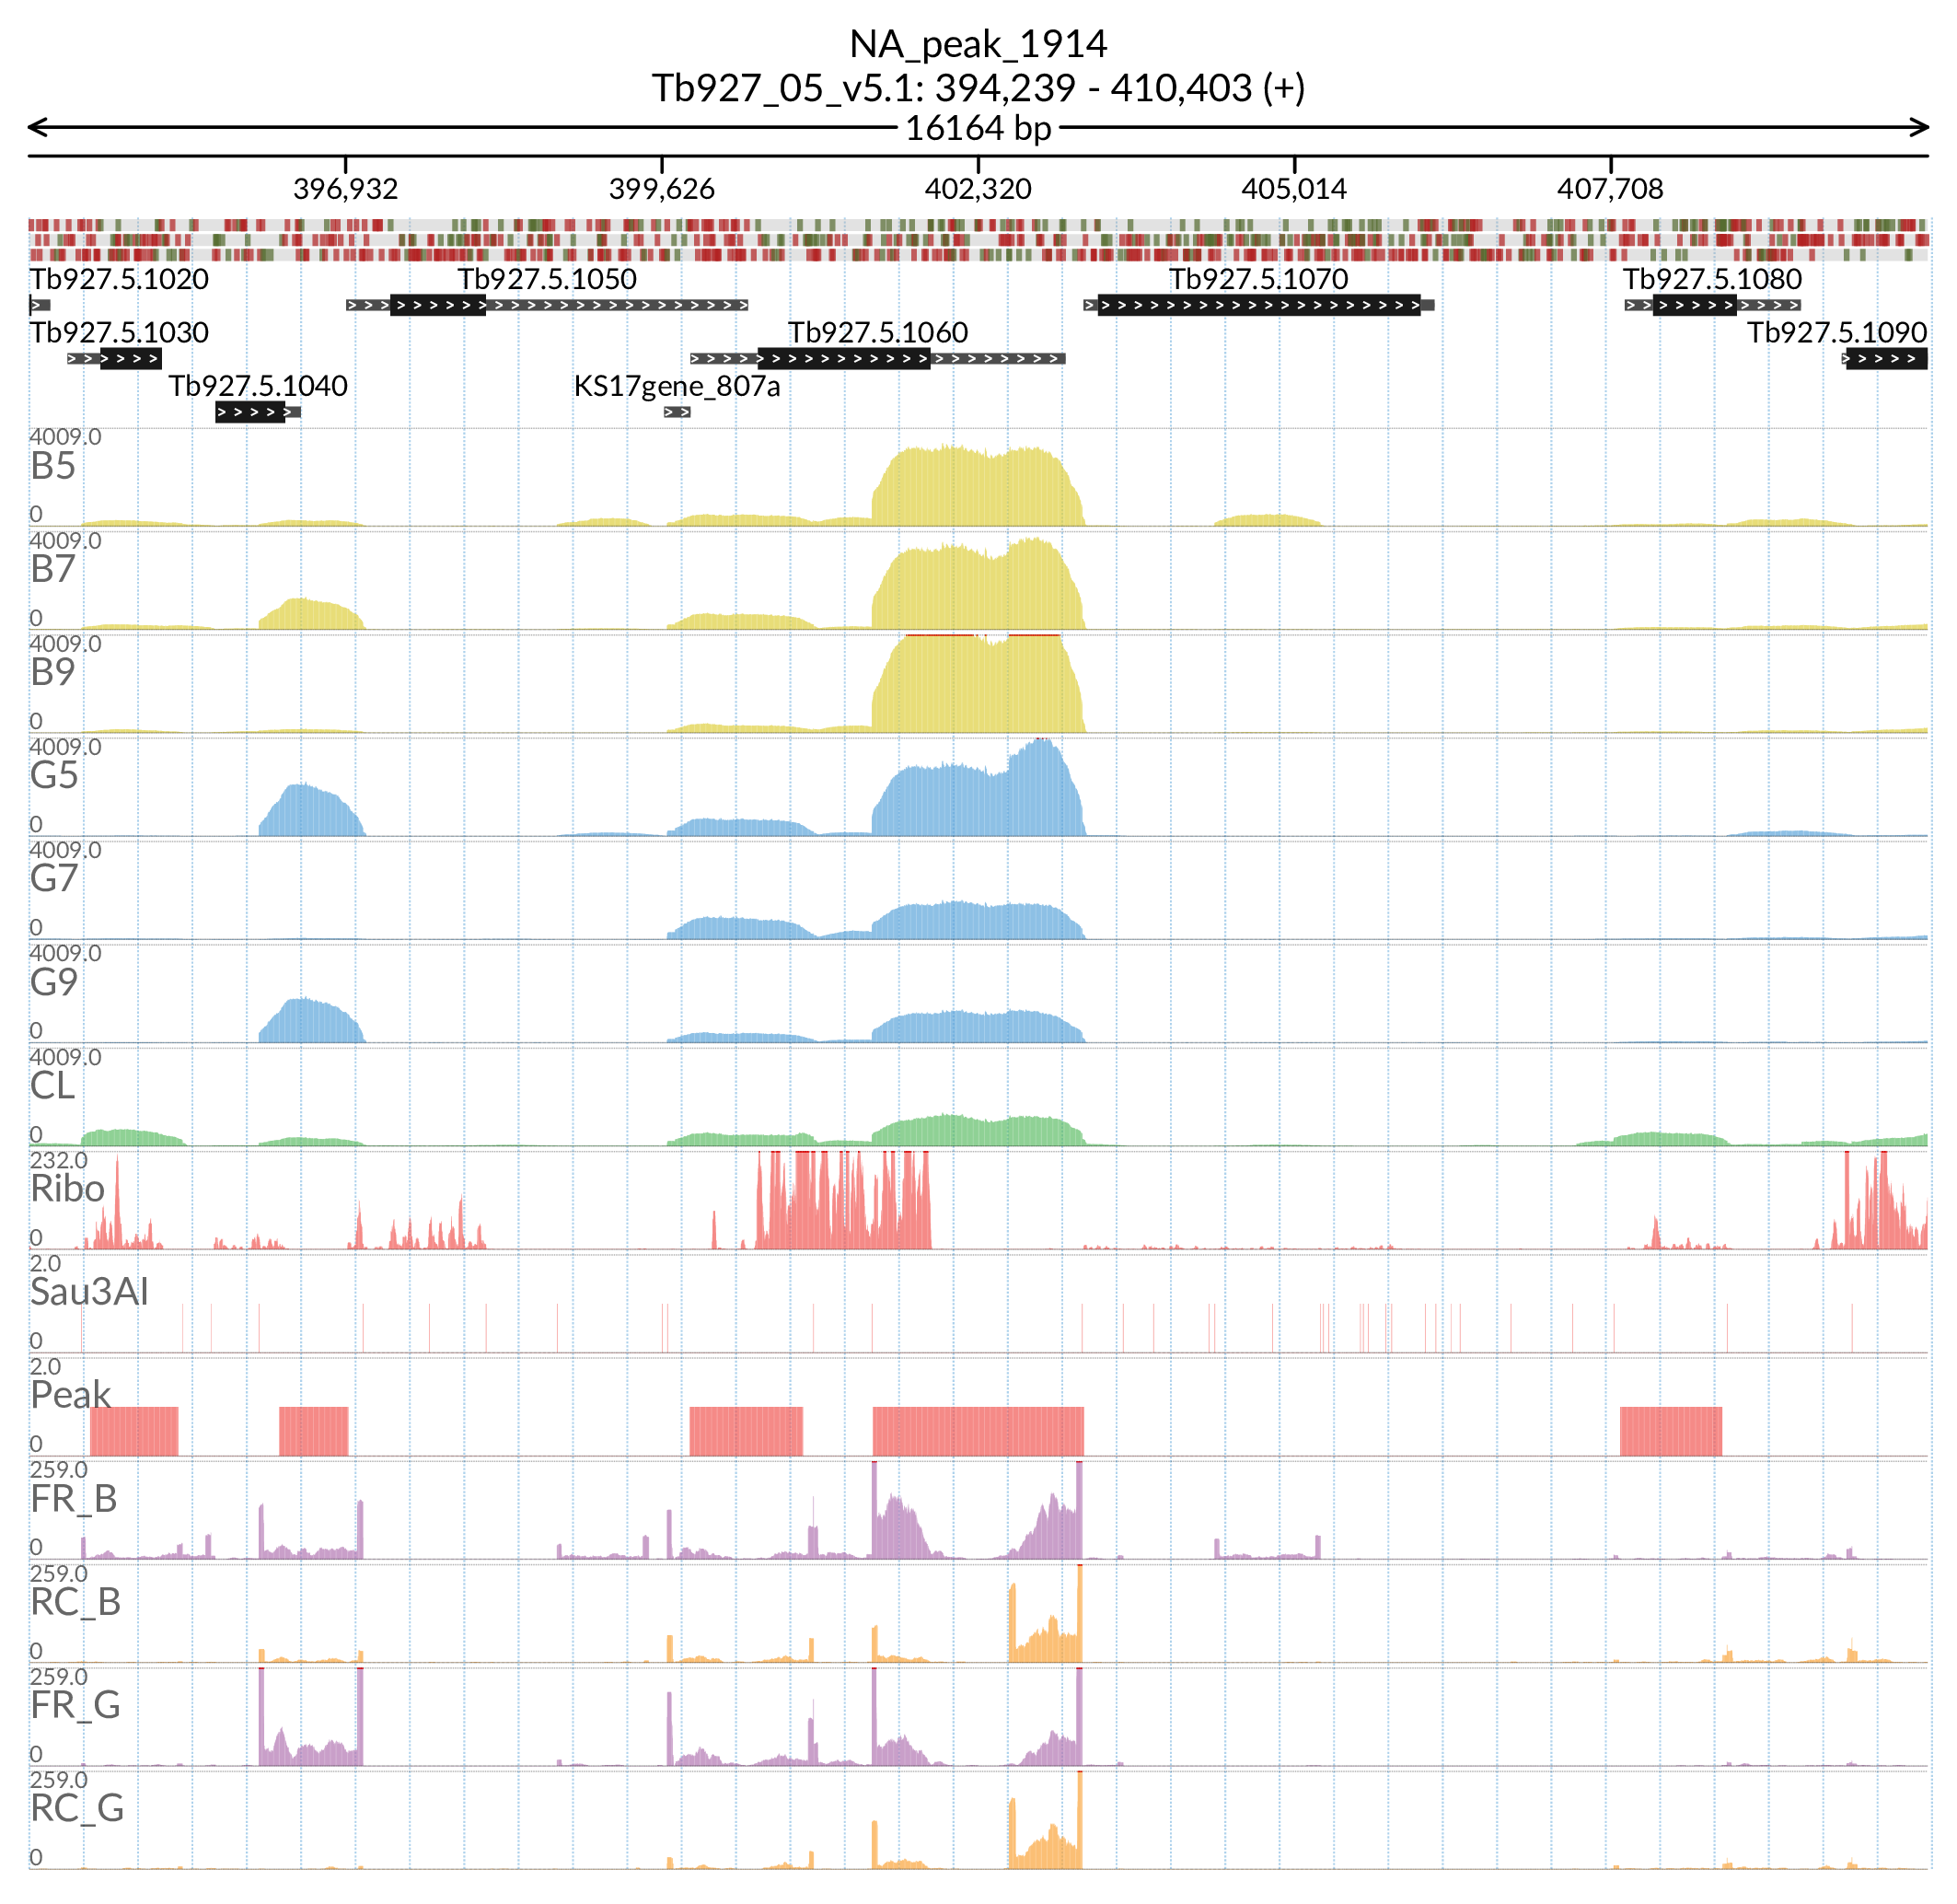 NA_peak_1914
Tb927_05_v5.1: 394,239 - 410,403 (+)
16164 bp
396,932 399,626 402,320 405,014 407,708
Tb927.5.1020 Tb927.5.1050 Tb927.5.1070 Tb927.5.1080
Tb927.5.1030 Tb927.5.1060 Tb927.5.1090
Tb927.5.1040 KS17gene_807a
4009.0
B5
0
4009.0
B7
0
4009.0
B9
0
4009.0
G5
0
4009.0
G7
0
4009.0
G9
0
4009.0
CL
0
232.0
Ribo
0
2.0
Sau3AI
0
2.0
Peak
0
259.0
FR_B
0
259.0
RC_B
0
259.0
FR_G
0
259.0
RC_G
0